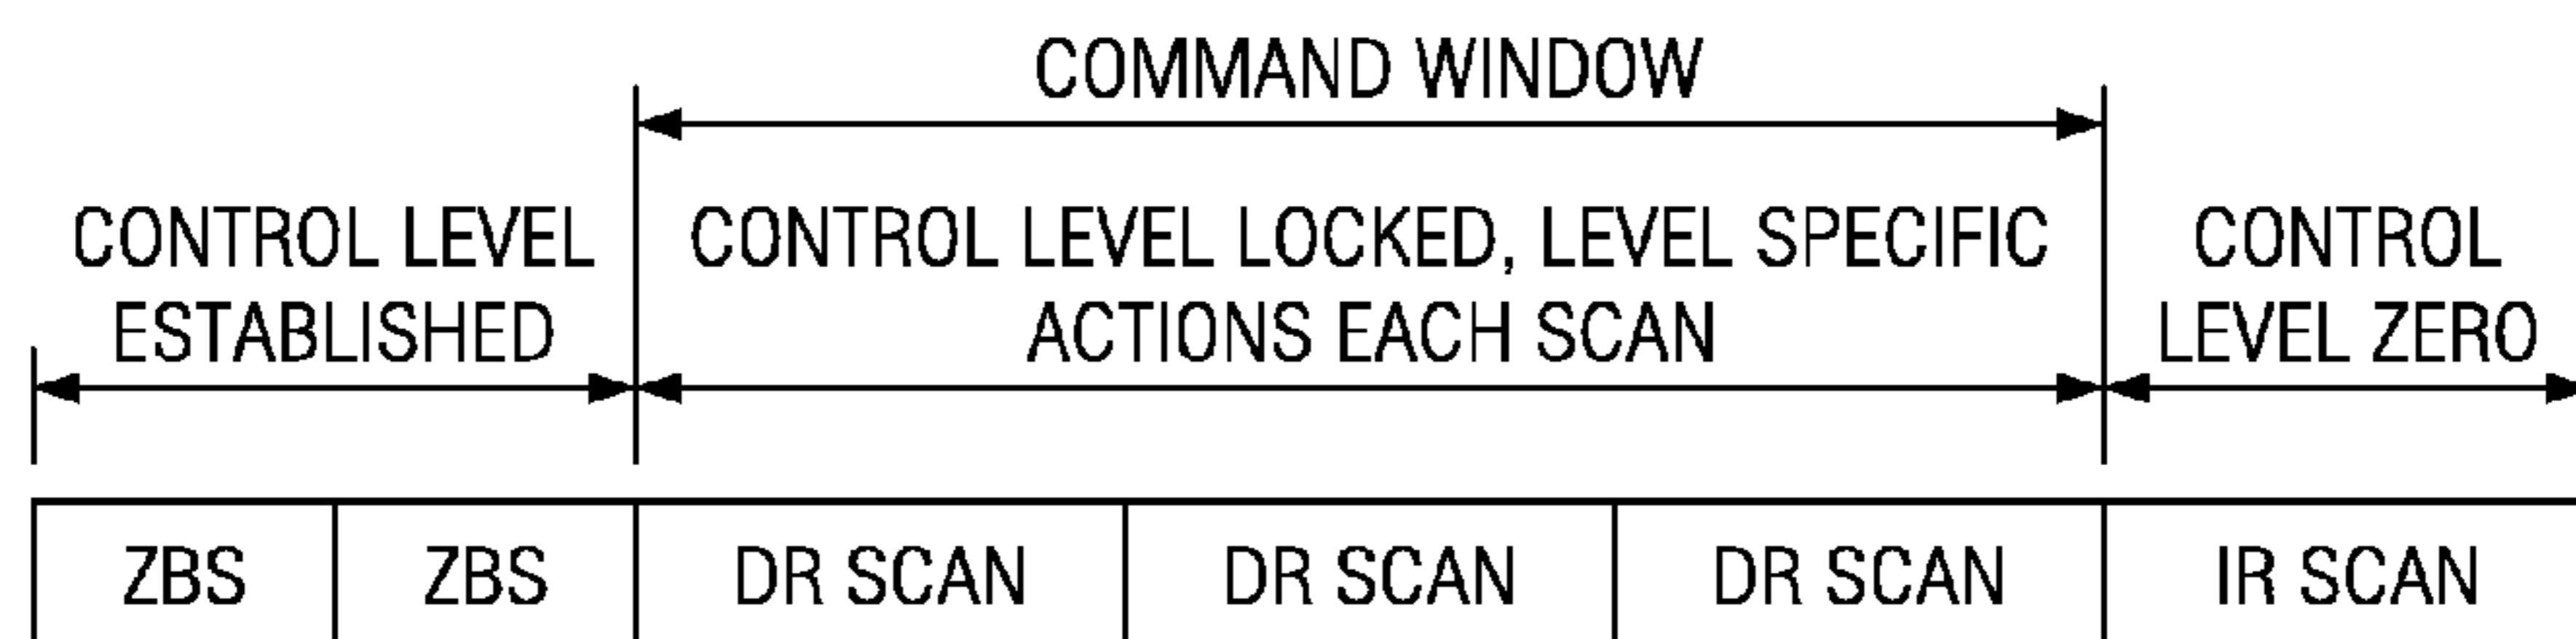 COMMAND WINDOW
CONTROL LEVEL
ESTABLISHED
CONTROL LEVEL LOCKED, LEVEL SPECIFIC
ACTIONS EACH SCAN
CONTROL
LEVEL ZERO
ZBS
ZBS
DR SCAN
DR SCAN
DR SCAN
IR SCAN